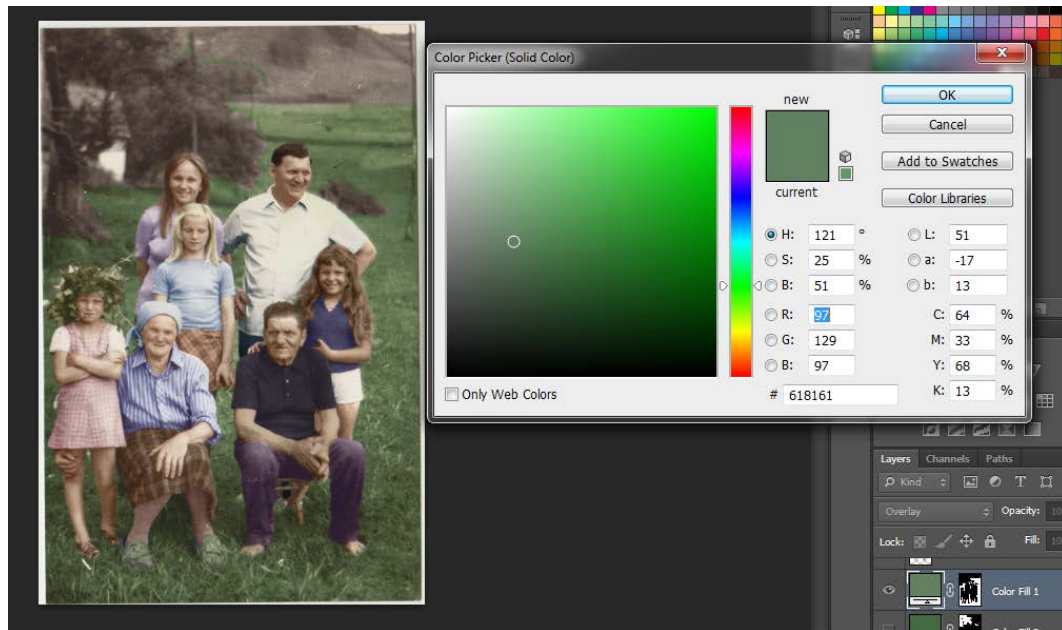 Color Picker (Solid Color)
new
current
OK
Cancel
Add to Swatches
Color Libraries
H: 121 °
S: 25 %
B: 51 %
R: 97
G: 129
B: 97
L: 51
a: -17
b: 13
C: 64 %
M: 33 %
Y: 68 %
K: 13 %
# 618161
Only Web Colors
Layers Channels Paths
Kind
Overlay Opacity:
Lock: Fill:
Color Fill 1